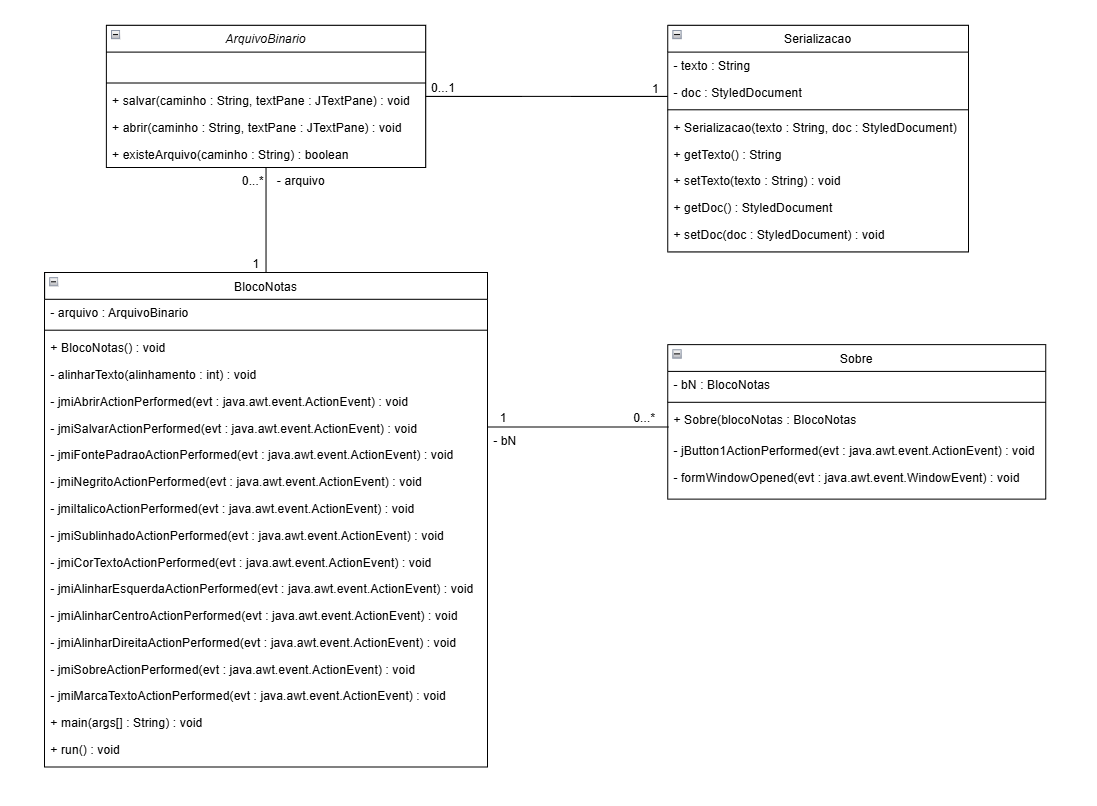 ArquivoBinario
+ salvar(caminho : String, textPane : JTextPane) : void
+ abrir(caminho : String, textPane : JTextPane) : void
+ existeArquivo(caminho : String) : boolean
0...1
1
Serializacao
- texto : String
- doc : StyledDocument
+ Serializacao(texto : String, doc : StyledDocument)
+ getTexto() : String
+ setTexto(texto : String) : void
+ getDoc() : StyledDocument
+ setDoc(doc : StyledDocument) : void
0...*
- arquivo
1
BlocoNotas
- arquivo : ArquivoBinario
+ BlocoNotas() : void
- alinharTexto(alinhamento : int) : void
- jmiAbrirActionPerformed(evt : java.awt.event.ActionEvent) : void
- jmiSalvarActionPerformed(evt : java.awt.event.ActionEvent) : void
- jmiFontePadraoActionPerformed(evt : java.awt.event.ActionEvent) : void
- jmiNegritoActionPerformed(evt : java.awt.event.ActionEvent) : void
- jmiItalicoActionPerformed(evt : java.awt.event.ActionEvent) : void
- jmiSublinhadoActionPerformed(evt : java.awt.event.ActionEvent) : void
- jmiCorTextoActionPerformed(evt : java.awt.event.ActionEvent) : void
- jmiAlinharEsquerdaActionPerformed(evt : java.awt.event.ActionEvent) : void
- jmiAlinharCentroActionPerformed(evt : java.awt.event.ActionEvent) : void
- jmiAlinharDireitaActionPerformed(evt : java.awt.event.ActionEvent) : void
- jmiSobreActionPerformed(evt : java.awt.event.ActionEvent) : void
- jmiMarcaTextoActionPerformed(evt : java.awt.event.ActionEvent) : void
+ main(args[] : String) : void
+ run() : void
1
- bN
0...*
Sobre
- bN : BlocoNotas
+ Sobre(blocoNotas : BlocoNotas
- jButton1ActionPerformed(evt : java.awt.event.ActionEvent) : void
- formWindowOpened(evt : java.awt.event.WindowEvent) : void